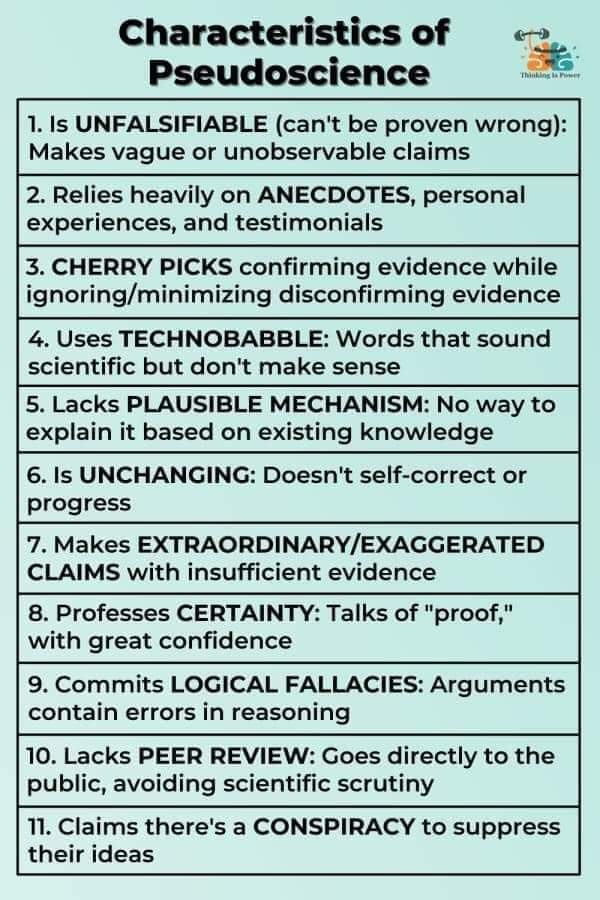 Characteristics of
Pseudoscience
Thinking Is Power
1. Is UNFALSIFIABLE (can't be proven wrong):
Makes vague or unobservable claims
2. Relies heavily on ANECDOTES, personal
experiences, and testimonials
3. CHERRY PICKS confirming evidence while
ignoring/minimizing disconfirming evidence
4. Uses TECHNOBABBLE: Words that sound
scientific but don't make sense
5. Lacks PLAUSIBLE MECHANISM: No way to
explain it based on existing knowledge
6. Is UNCHANGING: Doesn't self-correct or
progress
7. Makes EXTRAORDINARY/EXAGGERATED
CLAIMS with insufficient evidence
8. Professes CERTAINTY: Talks of "proof,"
with great confidence
9. Commits LOGICAL FALLACIES: Arguments
contain errors in reasoning
10. Lacks PEER REVIEW: Goes directly to the
public, avoiding scientific scrutiny
11. Claims there's a CONSPIRACY to suppress
their ideas